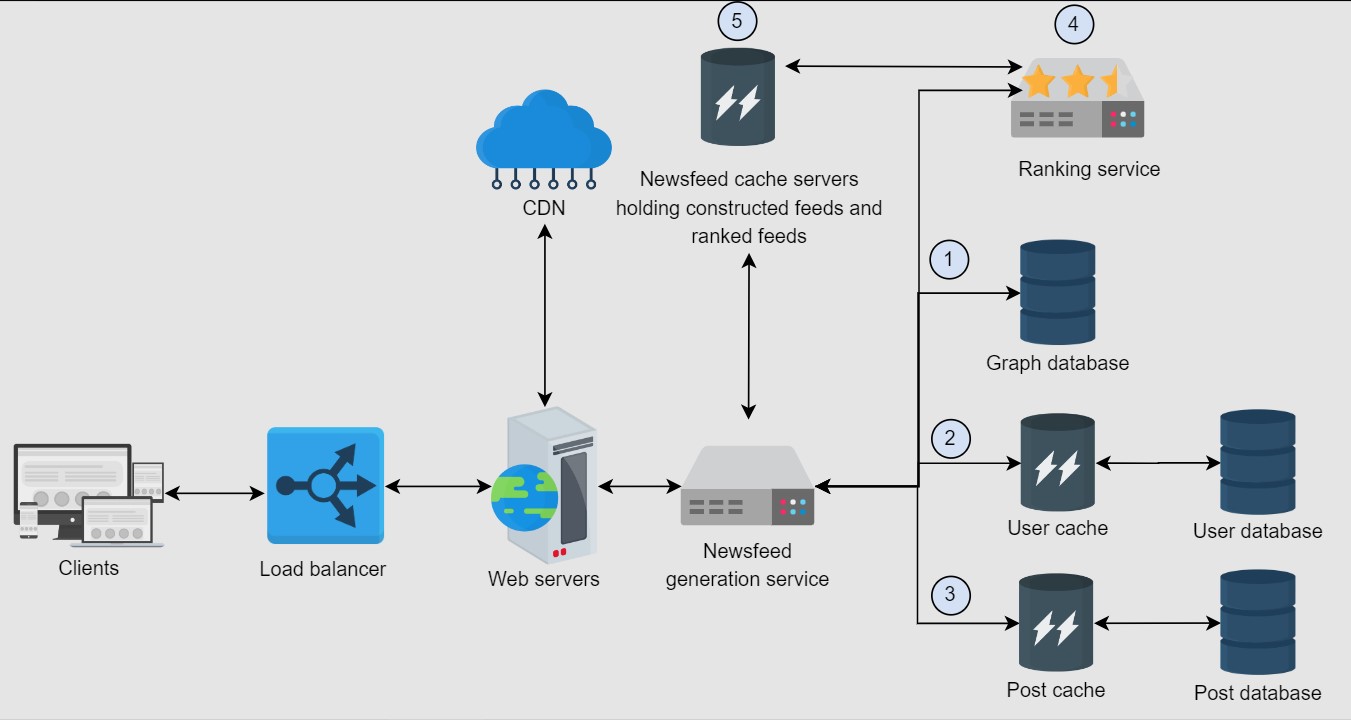 5
4
Newsfeed cache servers
holding constructed feeds and
ranked feeds
Ranking service
CDN
1
Graph database
2
User cache
User database
Clients
Load balancer
Web servers
Newsfeed
generation service
3
Post cache
Post database